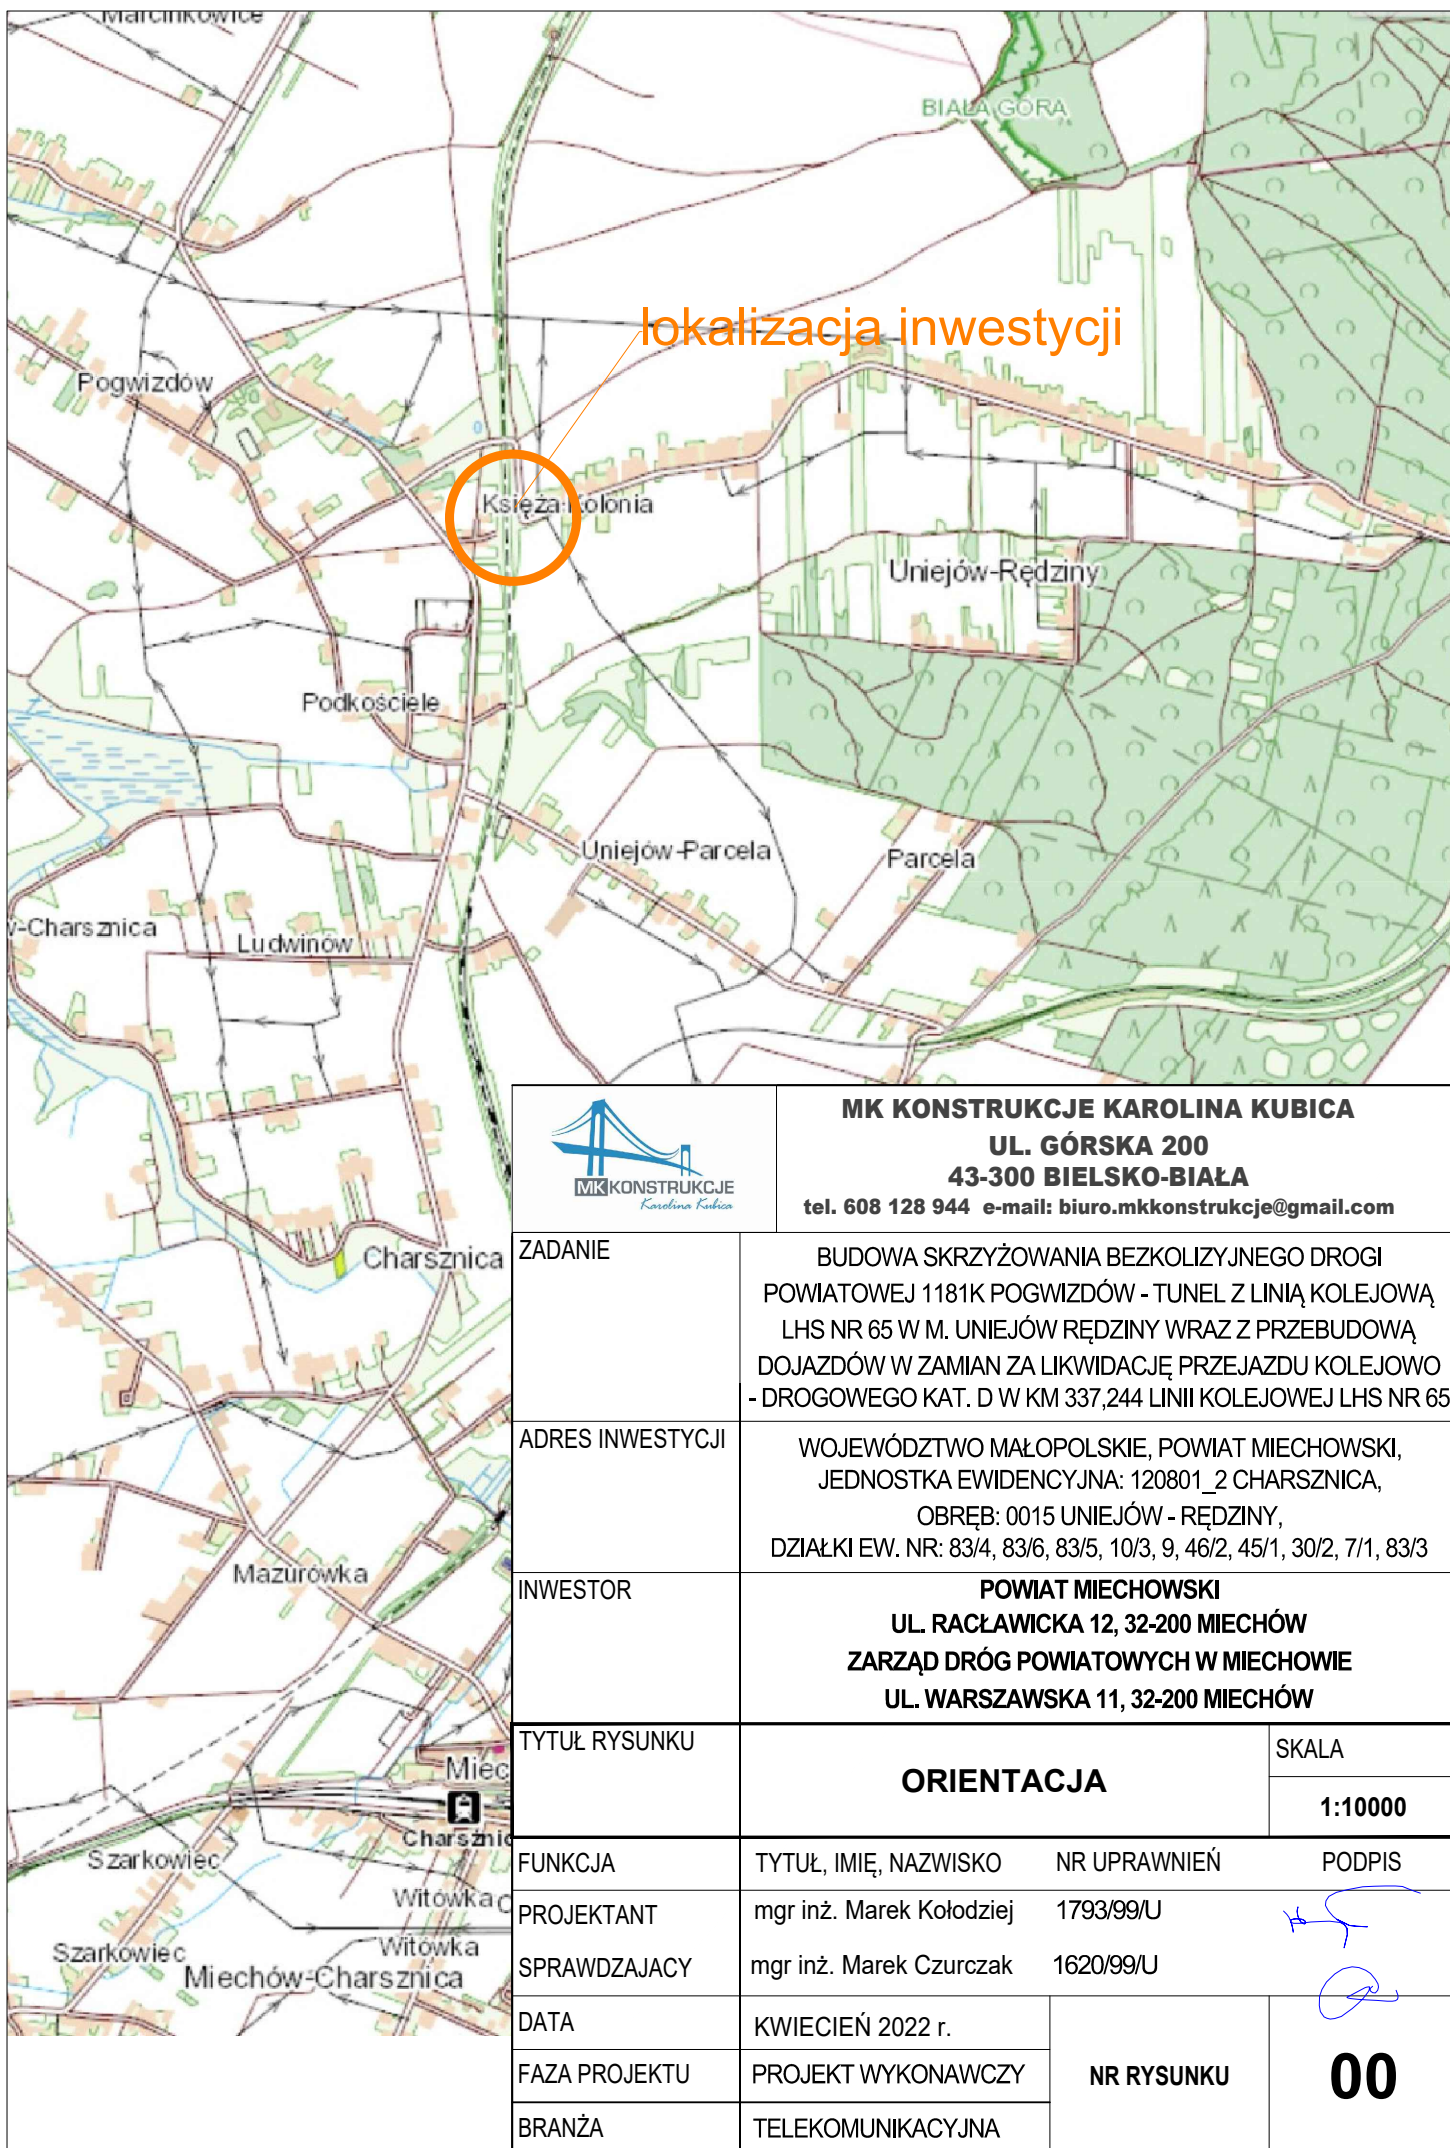 Marcinkowice
BIAŁA GÓRA
lokalizacja inwestycji
Pogwizdów
Księża-Kolonia
Uniejów-Rędziny
Podkościele
Uniejów-Parcela
Parcela
w-Charsznica
Ludwinów
Charsznica
Mazurówka
Miec
Charsznic
Szarkowiec
Witówka
Szarkowiec
Witówka
Miechów-Charsznica
MK KONSTRUKCJE
Karolina Kubica
MK KONSTRUKCJE KAROLINA KUBICA
UL. GÓRSKA 200
43-300 BIELSKO-BIAŁA
tel. 608 128 944 e-mail: biuro.mkkonstrukcje@gmail.com
ZADANIE
BUDOWA SKRZYŻOWANIA BEZKOLIZYJNEGO DROGI
POWIATOWEJ 1181K POGWIZDÓW - TUNEL Z LINIĄ KOLEJOWĄ
LHS NR 65 W M. UNIEJÓW RĘDZINY WRAZ Z PRZEBUDOWĄ
DOJAZDÓW W ZAMIAN ZA LIKWIDACJĘ PRZEJAZDU KOLEJOWO
- DROGOWEGO KAT. D W KM 337,244 LINII KOLEJOWEJ LHS NR 65
ADRES INWESTYCJI
WOJEWÓDZTWO MAŁOPOLSKIE, POWIAT MIECHOWSKI,
JEDNOSTKA EWIDENCYJNA: 120801_2 CHARSZNICA,
OBRĘB: 0015 UNIEJÓW - RĘDZINY,
DZIAŁKI EW. NR: 83/4, 83/6, 83/5, 10/3, 9, 46/2, 45/1, 30/2, 7/1, 83/3
INWESTOR
POWIAT MIECHOWSKI
UL. RACŁAWICKA 12, 32-200 MIECHÓW
ZARZĄD DRÓG POWIATOWYCH W MIECHOWIE
UL. WARSZAWSKA 11, 32-200 MIECHÓW
TYTUŁ RYSUNKU
ORIENTACJA
SKALA
1:10000
FUNKCJA TYTUŁ, IMIĘ, NAZWISKO NR UPRAWNIEŃ PODPIS
PROJEKTANT mgr inż. Marek Kołodziej 1793/99/U
SPRAWDZAJACY mgr inż. Marek Czurczak 1620/99/U
DATA KWIECIEŃ 2022 r.
FAZA PROJEKTU PROJEKT WYKONAWCZY
NR RYSUNKU 00
BRANŻA TELEKOMUNIKACYJNA